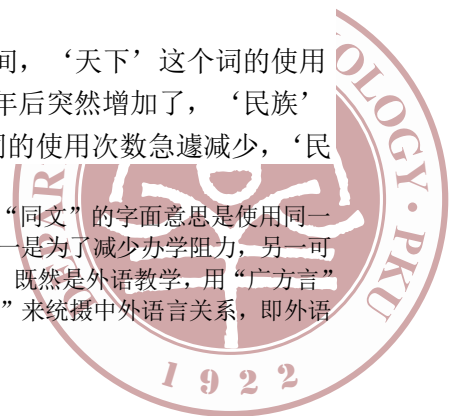 间，‘天下’这个词的使用
年后突然增加了，‘民族’
的使用次数急遽减少，‘民
“同文”的字面意思是使用同一
一是为了减少办学阻力，另一可
既然是外语教学，用“广方言”
”来统摄中外语言关系，即外语
OLOGY · PKU
1922